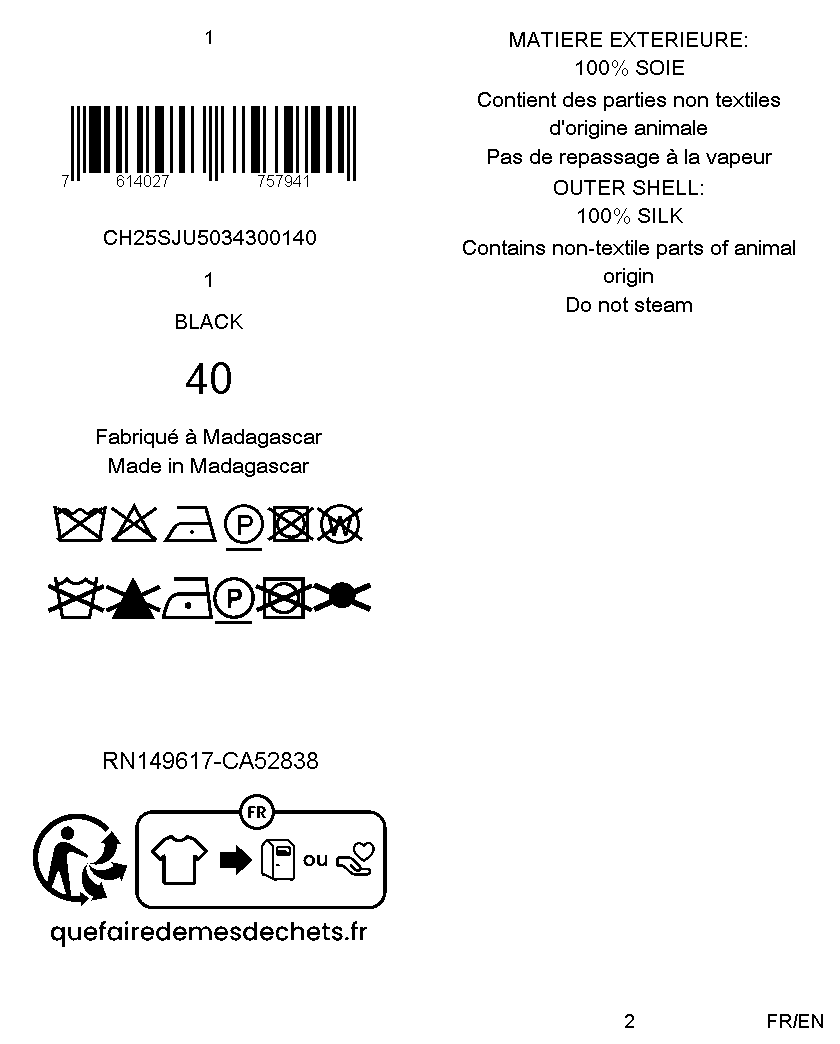 1
7 614027 757941
CH25SJU5034300140
1
BLACK
40
Fabriqué à Madagascar
Made in Madagascar
P
W
P
RN149617-CA52838
FR
ou
quefairedemesdechets.fr
MATIERE EXTERIEURE:
100% SOIE
Contient des parties non textiles
d'origine animale
Pas de repassage à la vapeur
OUTER SHELL:
100% SILK
Contains non-textile parts of animal
origin
Do not steam
2
FR/EN